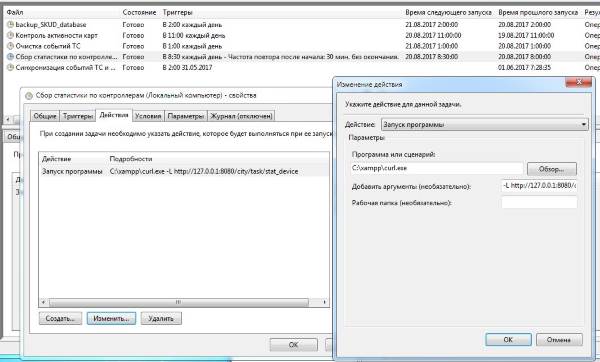 Файл Состояние Триггеры Время следующего запуска Время прошлого запуска
backup_SKUD_database Готово В 2:00 каждый день 21.08.2017 2:00:00 20.08.2017 2:00:00 Опер
Контроль активности карт Готово В 11:00 каждый день 20.08.2017 11:00:00 19.08.2017 11:00:00 Опер
Очистка событий ТС Готово В 1:00 каждый день 21.08.2017 1:00:00 20.08.2017 1:00:00 Опер
Сбор статистики по контролле... Готово В 8:30 каждый день - Частота повтора после начала: 30 мин. без окончания. 20.08.2017 8:30:00 20.08.2017 8:00:00 Опер
Синхронизация событий ТС и ... Готово В 2:00 31.05.2017 01.06.2017 7:28:35 Опер
Сбор статистики по контроллерам (Локальный компьютер) - свойства
Общие Триггеры Действия Условия Параметры Журнал (отключен)
При создании задачи необходимо указать действие, которое будет выполняться при ее запуск
Действие Подробности
Запуск программы C:\xampp\curl.exe -L http://127.0.0.1:8080/city/task/stat_device
Создать... Изменить... Удалить
ОК
Изменение действия
Укажите действие для данной задачи.
Действие: Запуск программы
Параметры
Программа или сценарий:
C:\xampp\curl.exe Обзор...
Добавить аргументы (необязательно): -L http://127.0.0.1:8080/c
Рабочая папка (необязательно):
ОК Отмена